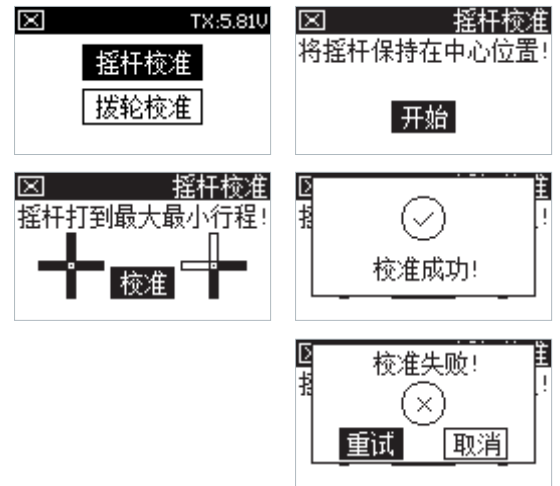 TX:5.81V
摇杆校准
拨轮校准
摇杆校准
将摇杆保持在中心位置!
开始
摇杆校准
摇杆打到最大最小行程!
校准
校准成功!
校准失败!
重试 取消